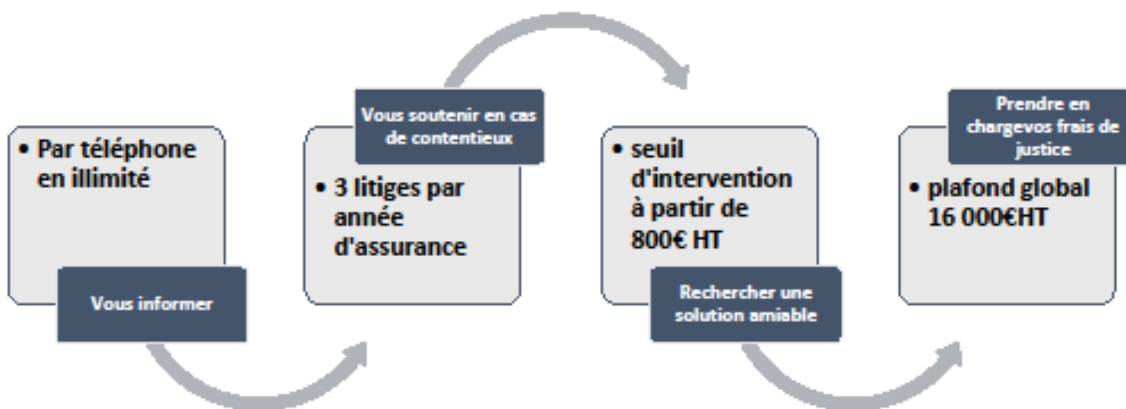 • Par téléphone
en illimité
Vous informer
Vous soutenir en cas
de contentieux
• 3 litiges par
année
d'assurance
• seuil
d'intervention
à partir de
800€ HT
Rechercher une
solution amiable
Prendre en
chargevos frais de
justice
• plafond global
16 000€HT